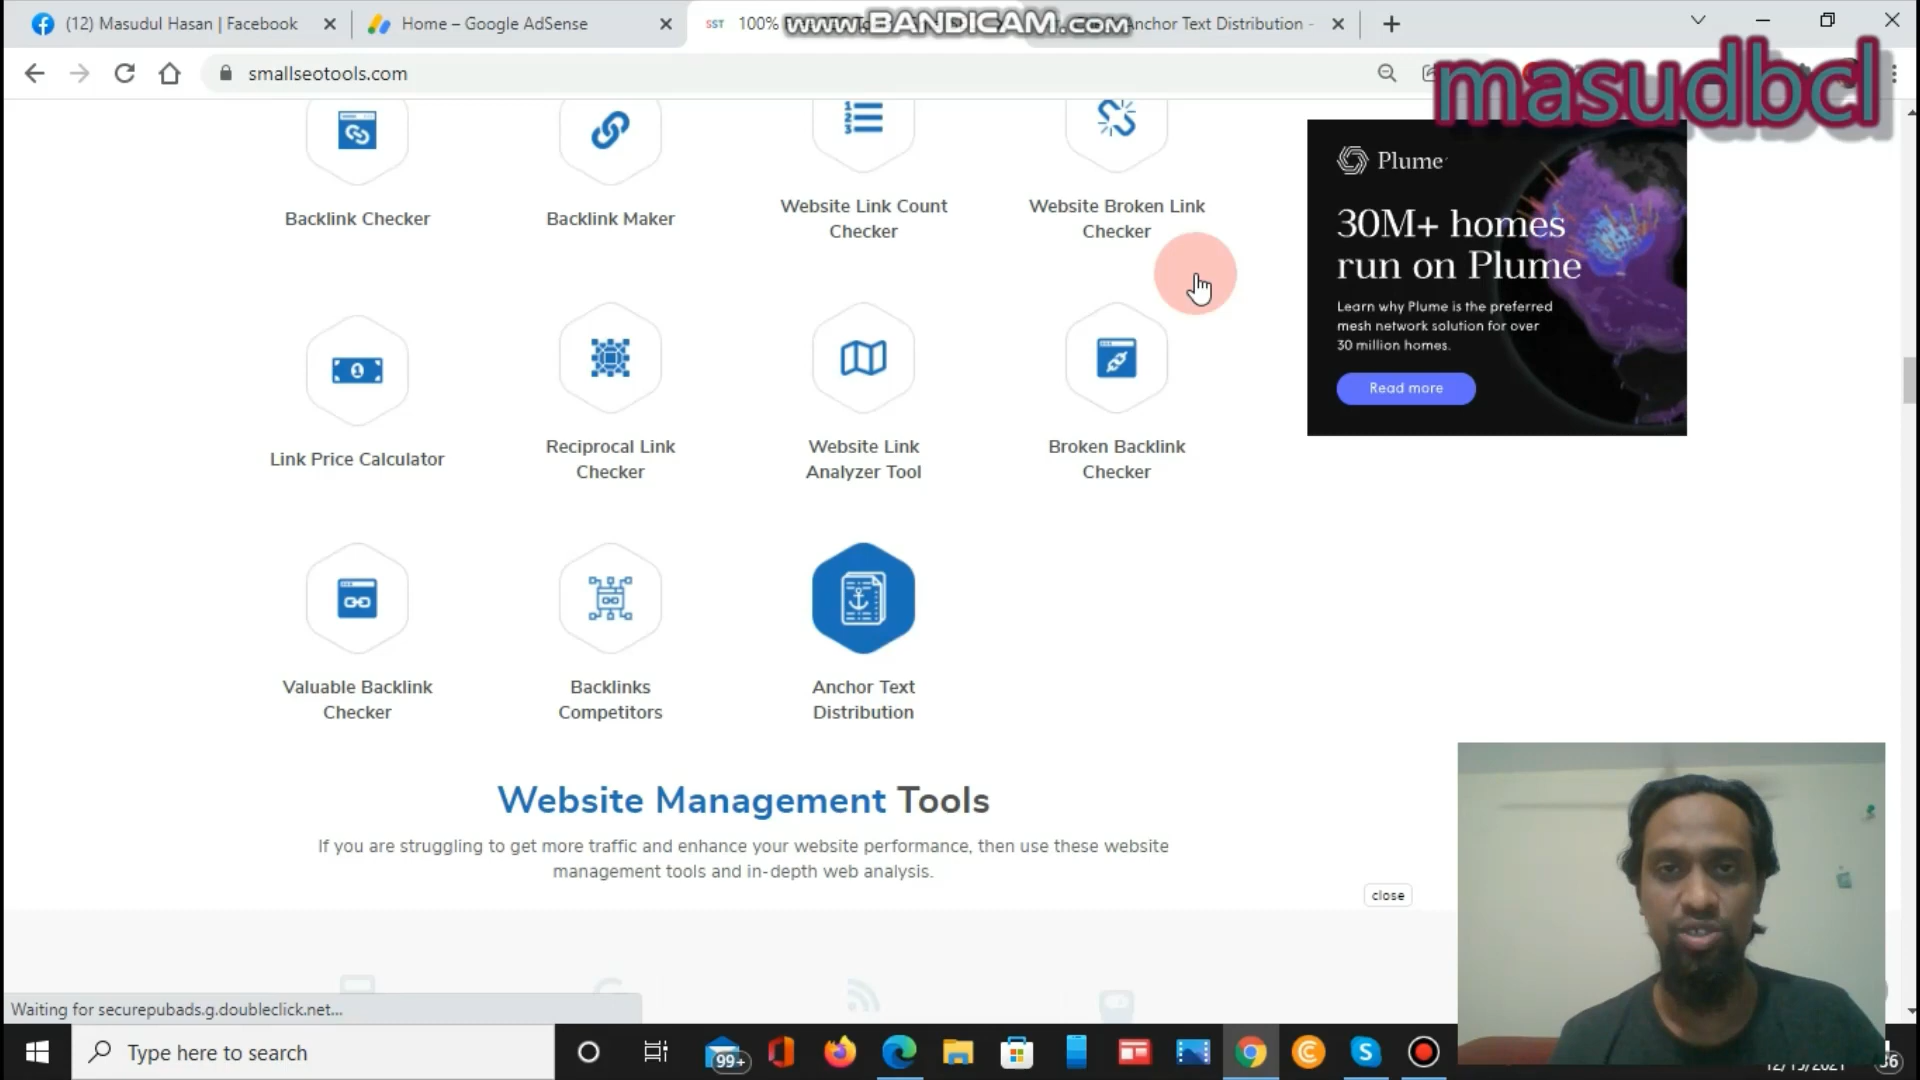 (12) Masudul Hasan | Facebook
Home – Google AdSense
SST 100%
www.BANDICAM.com
Anchor Text Distribution -
smallseotools.com
masudbcl
Backlink Checker
Backlink Maker
Website Link Count
Checker
Website Broken Link
Checker
Plume
30M+ homes
run on Plume
Learn why Plume is the preferred
mesh network solution for over
30 million homes.
Read more
Link Price Calculator
Reciprocal Link
Checker
Website Link
Analyzer Tool
Broken Backlink
Checker
Valuable Backlink
Checker
Backlinks
Competitors
Anchor Text
Distribution
Website Management Tools
If you are struggling to get more traffic and enhance your website performance, then use these website
management tools and in-depth web analysis.
close
Waiting for securepubads.g.doubleclick.net...
Type here to search
99+